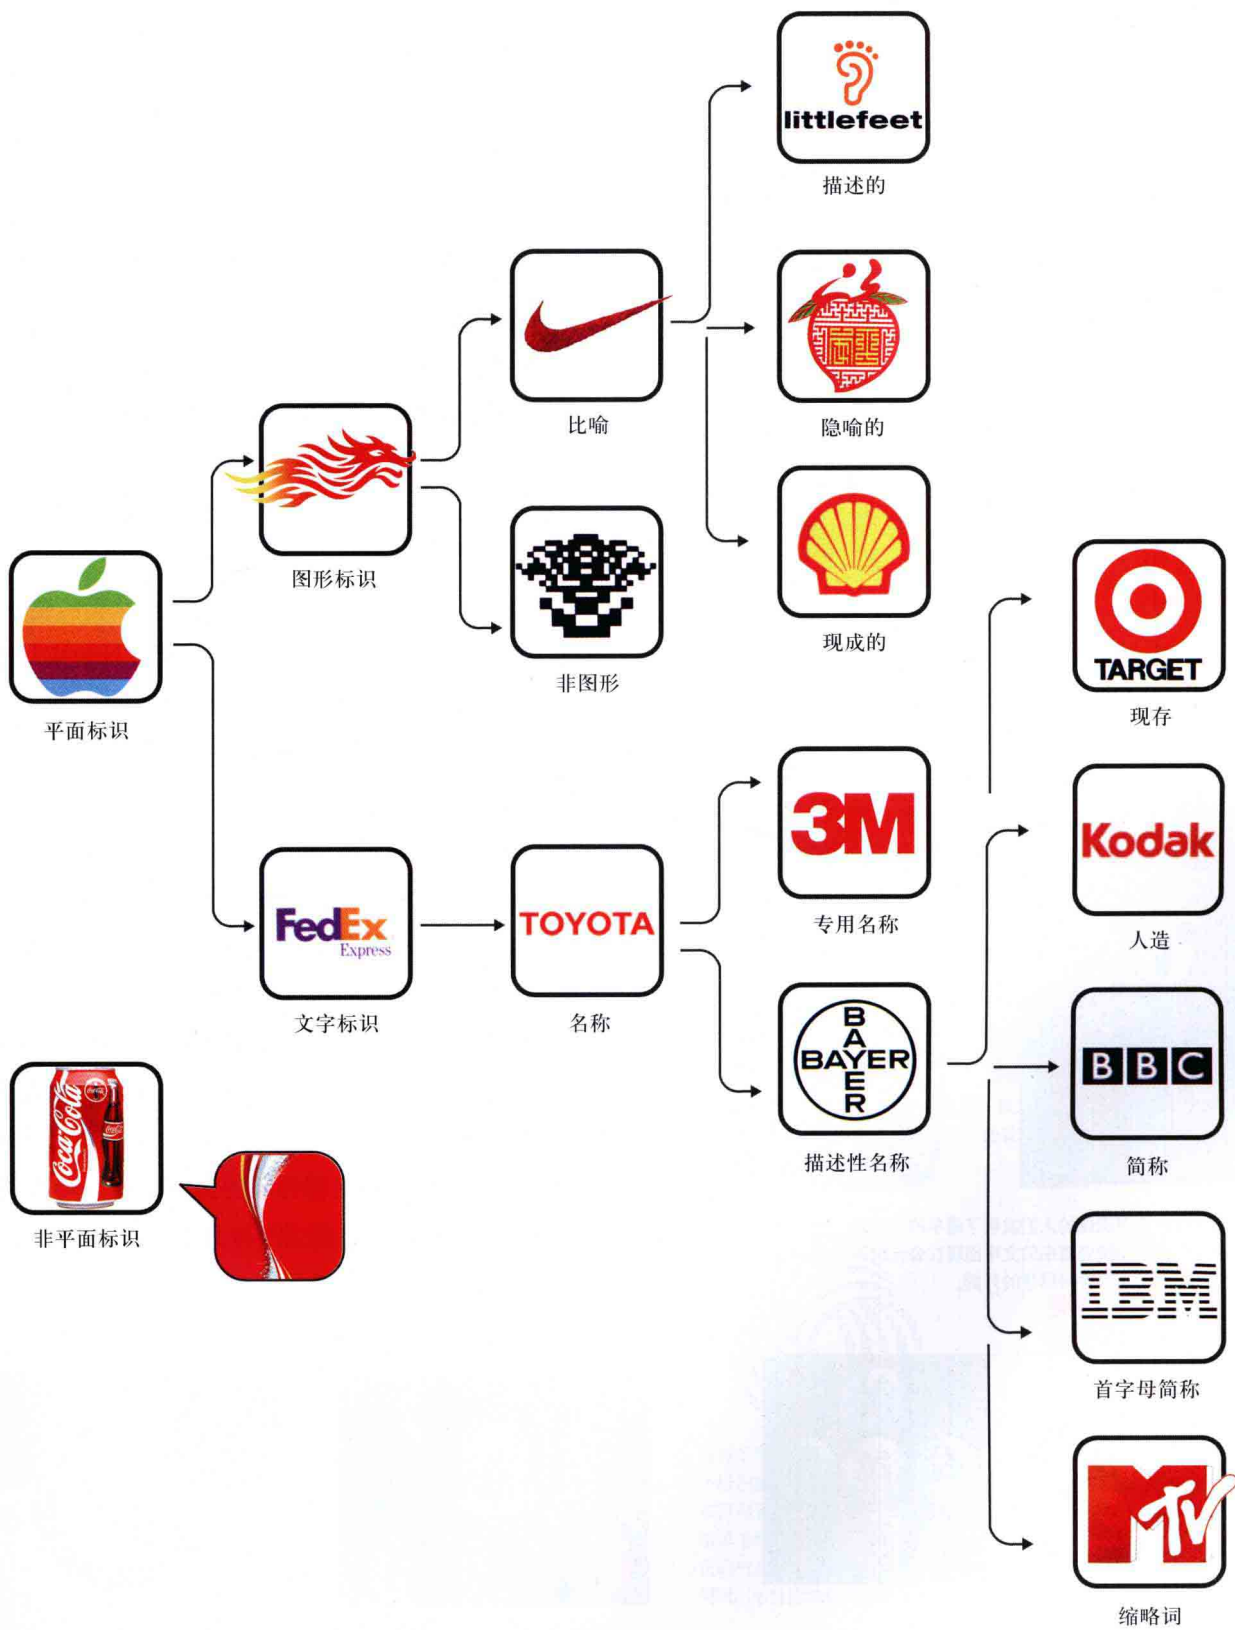 littlefeet
描述的
比喻
隐喻的
图形标识
现成的
非图形
TARGET
现存
平面标识
3M
专用名称
Kodak
人造
FedEx
Express
文字标识
TOYOTA
名称
B
A
BAYER
E
R
描述性名称
BBC
简称
Coca-Cola
非平面标识
IBM
首字母简称
MTV
缩略词